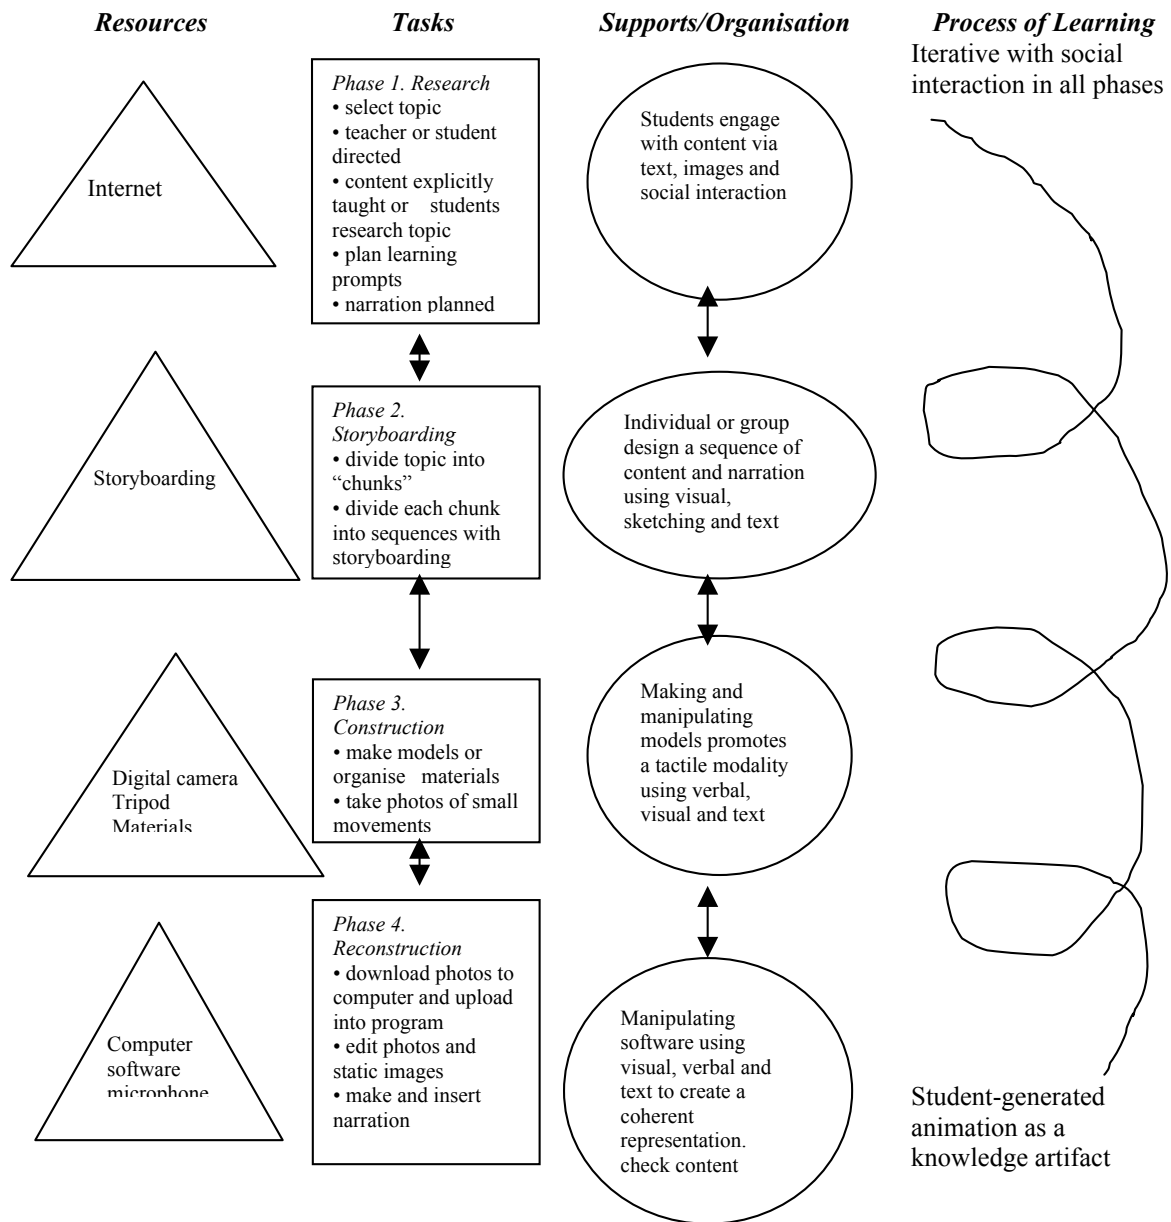 Resources
Tasks
Supports/Organisation
Process of Learning
Iterative with social
interaction in all phases
Internet
Phase 1. Research
• select topic
• teacher or student
directed
• content explicitly
taught or students
research topic
• plan learning
prompts
• narration planned
Students engage
with content via
text, images and
social interaction
Storyboarding
Phase 2.
Storyboarding
• divide topic into
“chunks”
• divide each chunk
into sequences with
storyboarding
Individual or group
design a sequence of
content and narration
using visual,
sketching and text
Digital camera
Tripod
Materials
Phase 3.
Construction
• make models or
organise materials
• take photos of small
movements
Making and
manipulating
models promotes
a tactile modality
using verbal,
visual and text
Computer
software
microphone
Phase 4.
Reconstruction
• download photos to
computer and upload
into program
• edit photos and
static images
• make and insert
narration
Manipulating
software using
visual, verbal and
text to create a
coherent
representation.
check content
Student-generated
animation as a
knowledge artifact